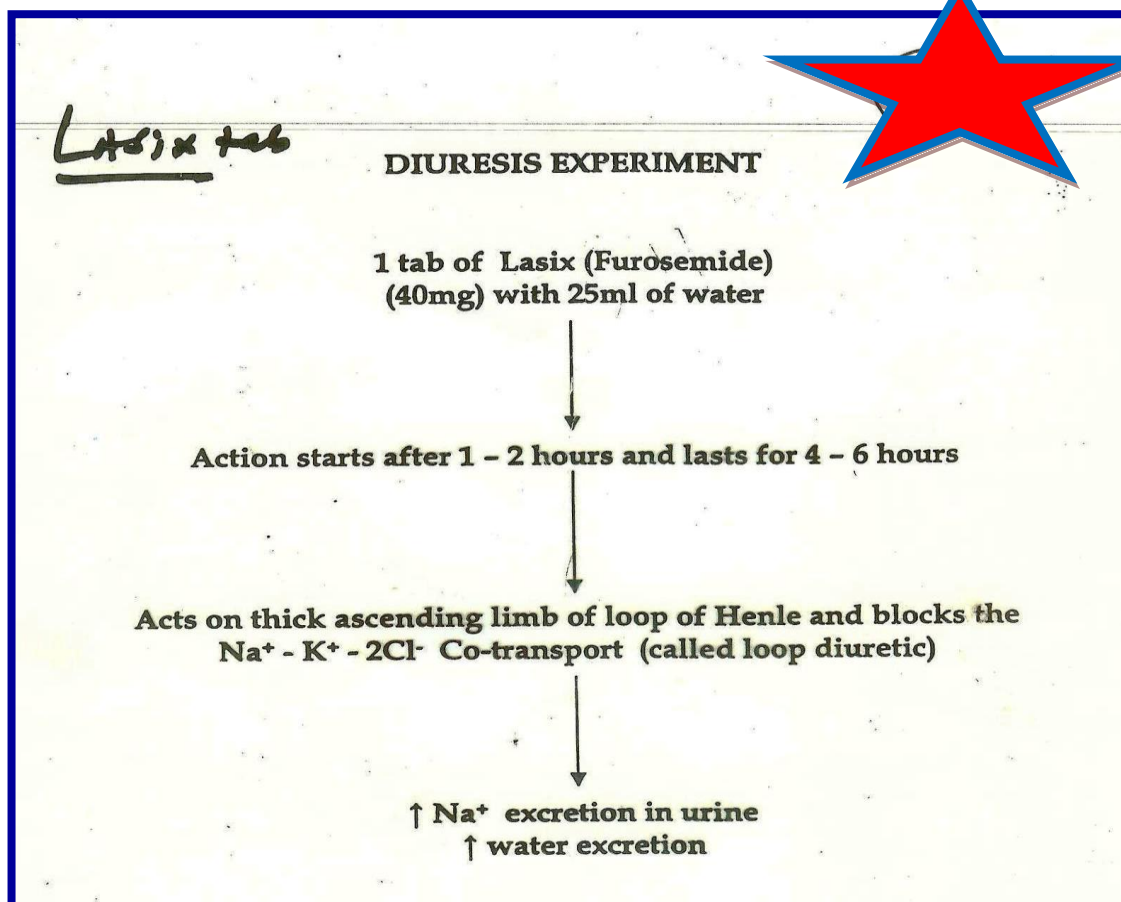 Lasix tab
DIURESIS EXPERIMENT
1 tab of Lasix (Furosemide)
(40mg) with 25ml of water
Action starts after 1 – 2 hours and lasts for 4 – 6 hours
Acts on thick ascending limb of loop of Henle and blocks the
Na⁺ - K⁺ - 2Cl⁻ Co-transport (called loop diuretic)
↑ Na⁺ excretion in urine
↑ water excretion